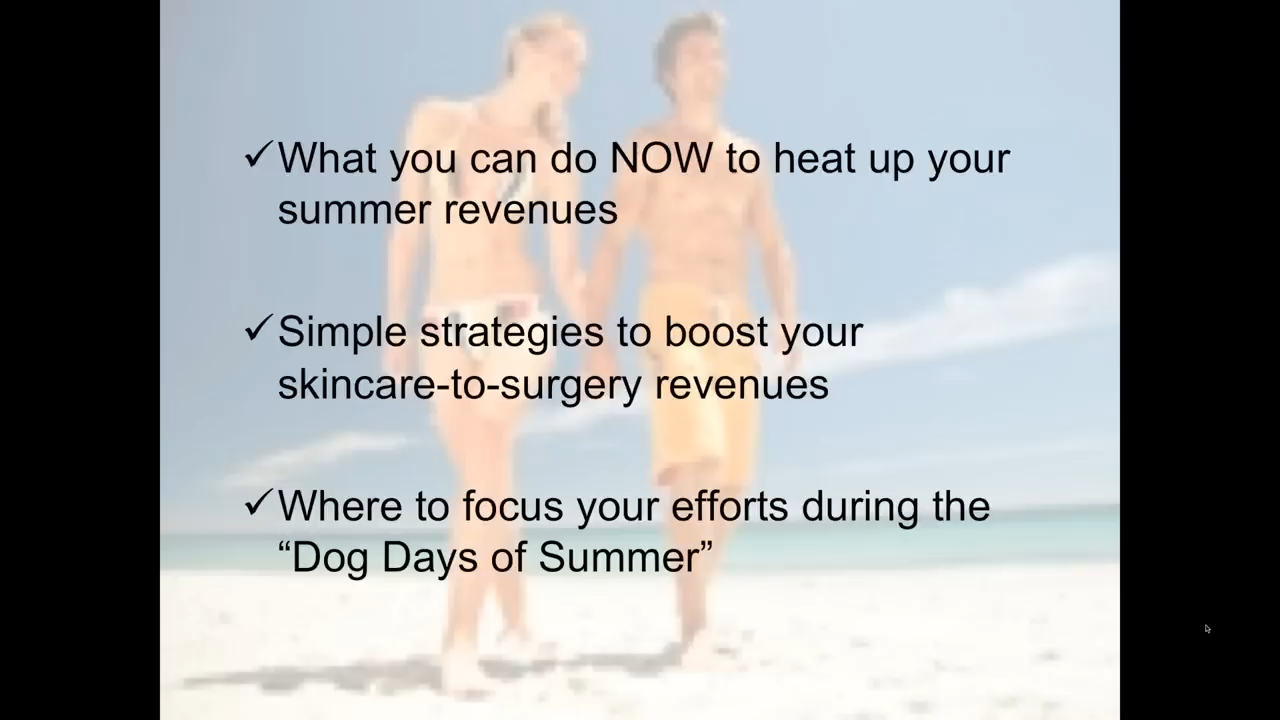 ✓What you can do NOW to heat up your
summer revenues
✓Simple strategies to boost your
skincare-to-surgery revenues
✓Where to focus your efforts during the
“Dog Days of Summer”